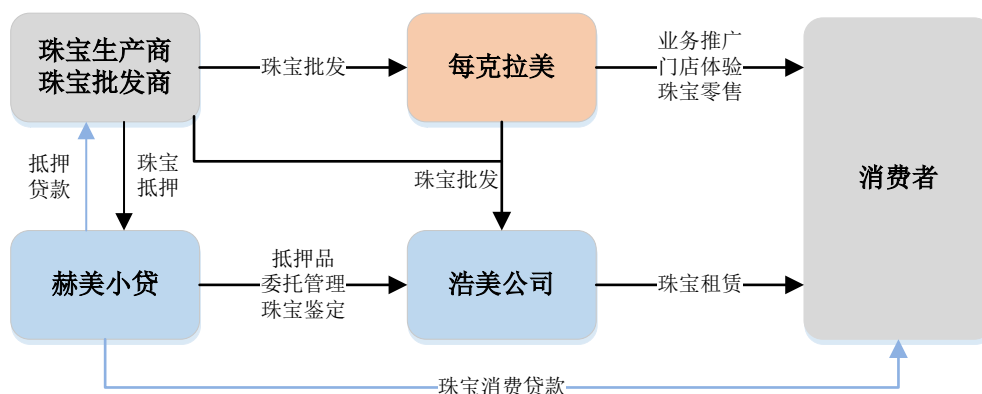 珠宝生产商
珠宝批发商
珠宝批发
每克拉美
业务推广
门店体验
珠宝零售
消费者
抵押
贷款
珠宝
抵押
珠宝批发
赫美小贷
抵押品
委托管理
珠宝鉴定
浩美公司
珠宝租赁
珠宝消费贷款